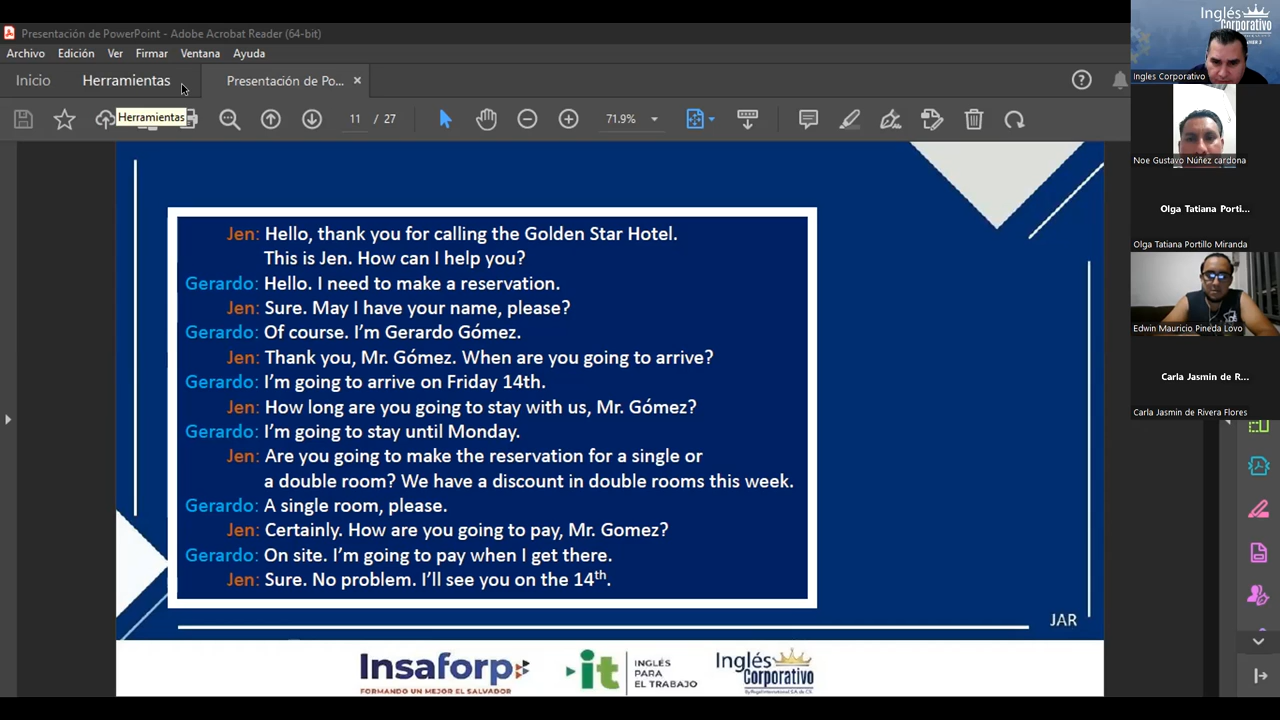 Presentación de PowerPoint - Adobe Acrobat Reader (64-bit)
Archivo Edición Ver Firmar Ventana Ayuda
Inicio Herramientas Presentación de Po... ×
Herramientas
11 / 27 71.9%
Jen: Hello, thank you for calling the Golden Star Hotel.
This is Jen. How can I help you?
Gerardo: Hello. I need to make a reservation.
Jen: Sure. May I have your name, please?
Gerardo: Of course. I'm Gerardo Gómez.
Jen: Thank you, Mr. Gómez. When are you going to arrive?
Gerardo: I'm going to arrive on Friday 14th.
Jen: How long are you going to stay with us, Mr. Gómez?
Gerardo: I'm going to stay until Monday.
Jen: Are you going to make the reservation for a single or
a double room? We have a discount in double rooms this week.
Gerardo: A single room, please.
Jen: Certainly. How are you going to pay, Mr. Gomez?
Gerardo: On site. I'm going to pay when I get there.
Jen: Sure. No problem. I'll see you on the 14th.
JAR
Insaforp
FORMANDO UN MEJOR EL SALVADOR
it
INGLÉS
PARA
EL TRABAJO
Inglés
Corporativo
Inglés
Corporativo
Ingles Corporativo
Noe Gustavo Núñez cardona
Olga Tatiana Porti...
Olga Tatiana Portillo Miranda
Edwin Mauricio Pineda Lovo
Carla Jasmin de R...
Carla Jasmin de Rivera Flores